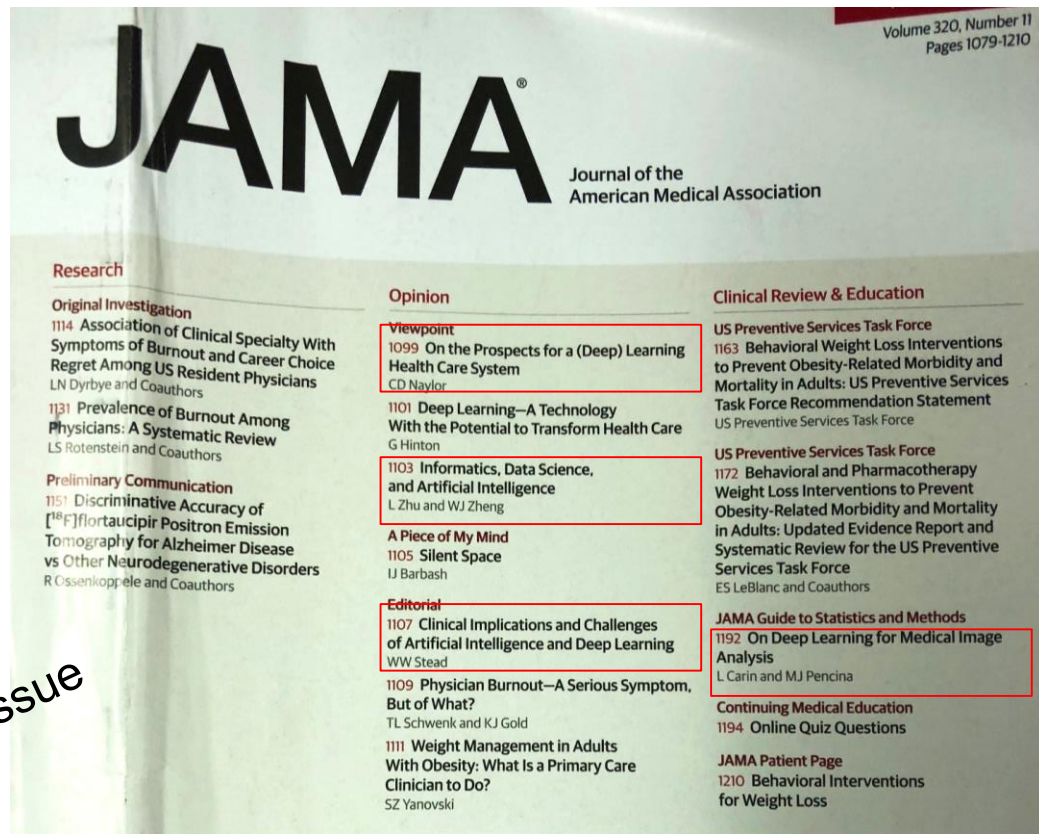 Volume 320, Number 11
Pages 1079-1210
JAMA®
Journal of the
American Medical Association
Research
Original Investigation
1114 Association of Clinical Specialty With
Symptoms of Burnout and Career Choice
Regret Among US Resident Physicians
LN Dyrbye and Coauthors
1131 Prevalence of Burnout Among
Physicians: A Systematic Review
LS Rotenstein and Coauthors
Preliminary Communication
1151 Discriminative Accuracy of
[¹⁸F]flortaucipir Positron Emission
Tomography for Alzheimer Disease
vs Other Neurodegenerative Disorders
R Ossenkoppele and Coauthors
Opinion
Viewpoint
1099 On the Prospects for a (Deep) Learning
Health Care System
CD Naylor
1101 Deep Learning—A Technology
With the Potential to Transform Health Care
G Hinton
1103 Informatics, Data Science,
and Artificial Intelligence
L Zhu and WJ Zheng
A Piece of My Mind
1105 Silent Space
IJ Barbash
Editorial
1107 Clinical Implications and Challenges
of Artificial Intelligence and Deep Learning
WW Stead
1109 Physician Burnout—A Serious Symptom,
But of What?
TL Schwenk and KJ Gold
1111 Weight Management in Adults
With Obesity: What Is a Primary Care
Clinician to Do?
SZ Yanovski
Clinical Review & Education
US Preventive Services Task Force
1163 Behavioral Weight Loss Interventions
to Prevent Obesity-Related Morbidity and
Mortality in Adults: US Preventive Services
Task Force Recommendation Statement
US Preventive Services Task Force
US Preventive Services Task Force
1172 Behavioral and Pharmacotherapy
Weight Loss Interventions to Prevent
Obesity-Related Morbidity and Mortality
in Adults: Updated Evidence Report and
Systematic Review for the US Preventive
Services Task Force
ES LeBlanc and Coauthors
JAMA Guide to Statistics and Methods
1192 On Deep Learning for Medical Image
Analysis
L Carin and MJ Pencina
Continuing Medical Education
1194 Online Quiz Questions
JAMA Patient Page
1210 Behavioral Interventions
for Weight Loss
ssue